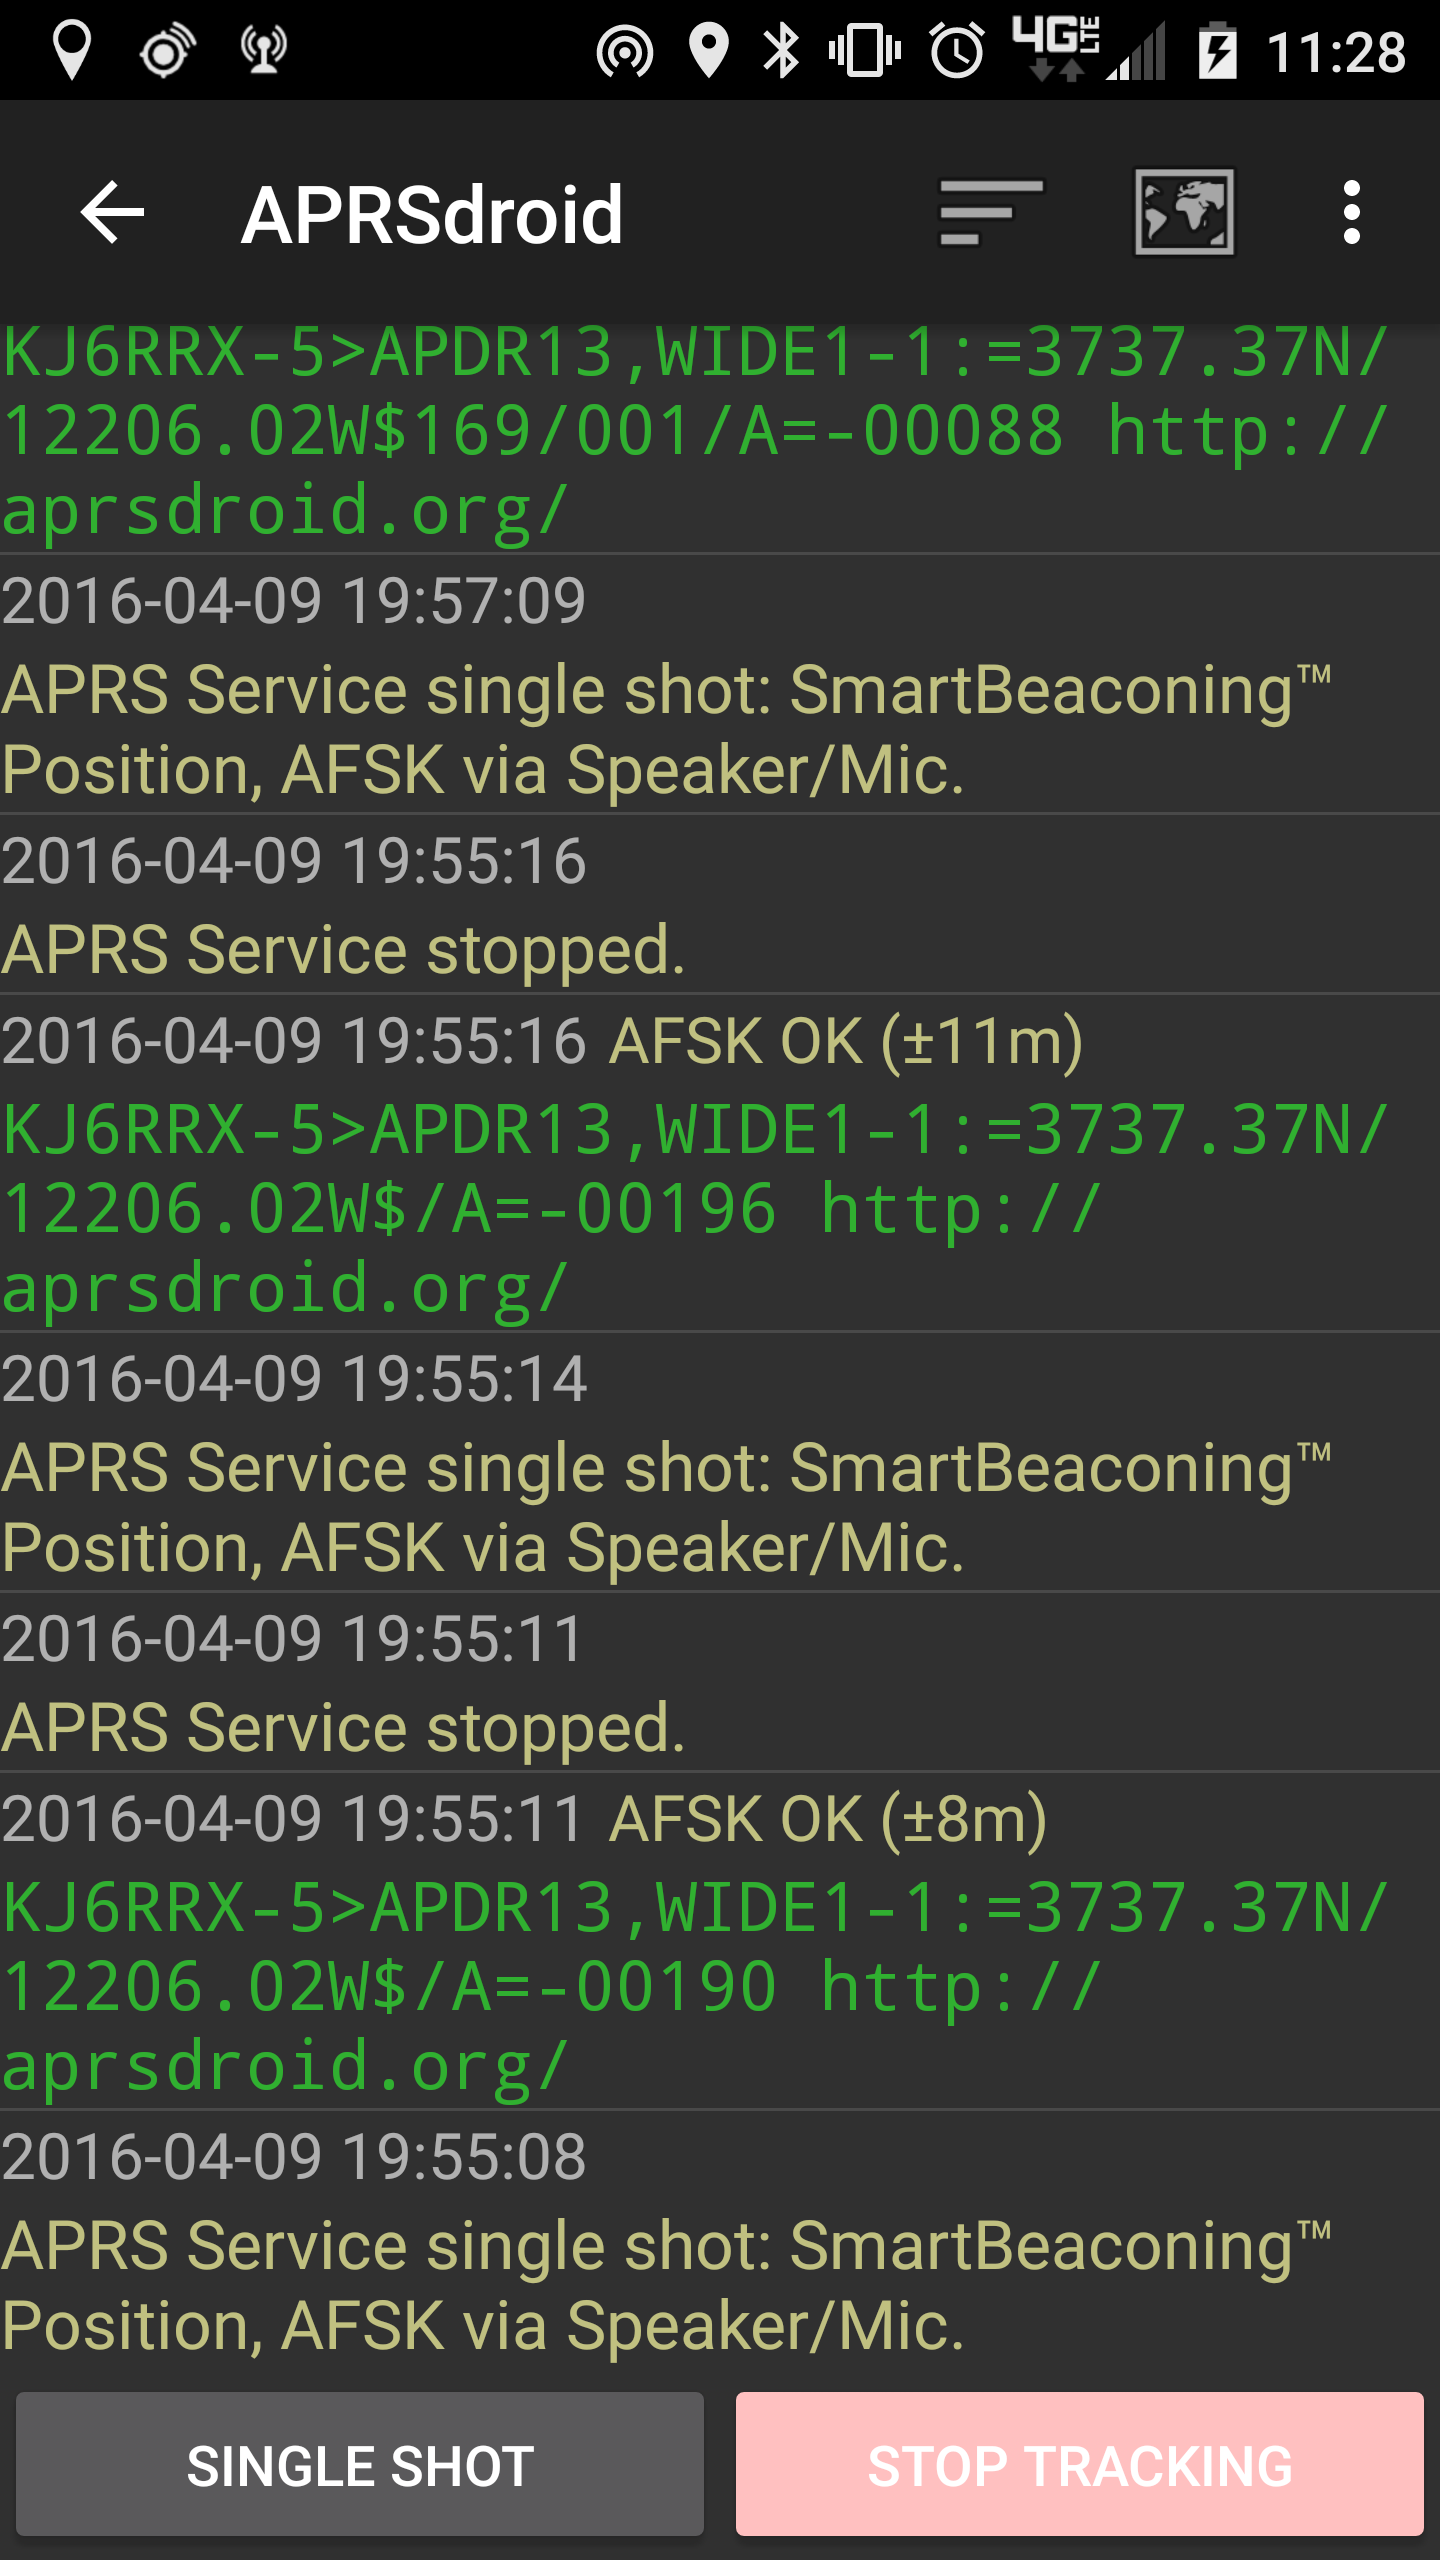 4G LTE 11:28
APRSdroid
KJ6RRX-5>APDR13,WIDE1-1:=3737.37N/
12206.02W$169/001/A=-00088 http://
aprsdroid.org/
2016-04-09 19:57:09
APRS Service single shot: SmartBeaconing™
Position, AFSK via Speaker/Mic.
2016-04-09 19:55:16
APRS Service stopped.
2016-04-09 19:55:16 AFSK OK (±11m)
KJ6RRX-5>APDR13,WIDE1-1:=3737.37N/
12206.02W$/A=-00196 http://
aprsdroid.org/
2016-04-09 19:55:14
APRS Service single shot: SmartBeaconing™
Position, AFSK via Speaker/Mic.
2016-04-09 19:55:11
APRS Service stopped.
2016-04-09 19:55:11 AFSK OK (±8m)
KJ6RRX-5>APDR13,WIDE1-1:=3737.37N/
12206.02W$/A=-00190 http://
aprsdroid.org/
2016-04-09 19:55:08
APRS Service single shot: SmartBeaconing™
Position, AFSK via Speaker/Mic.
SINGLE SHOT STOP TRACKING